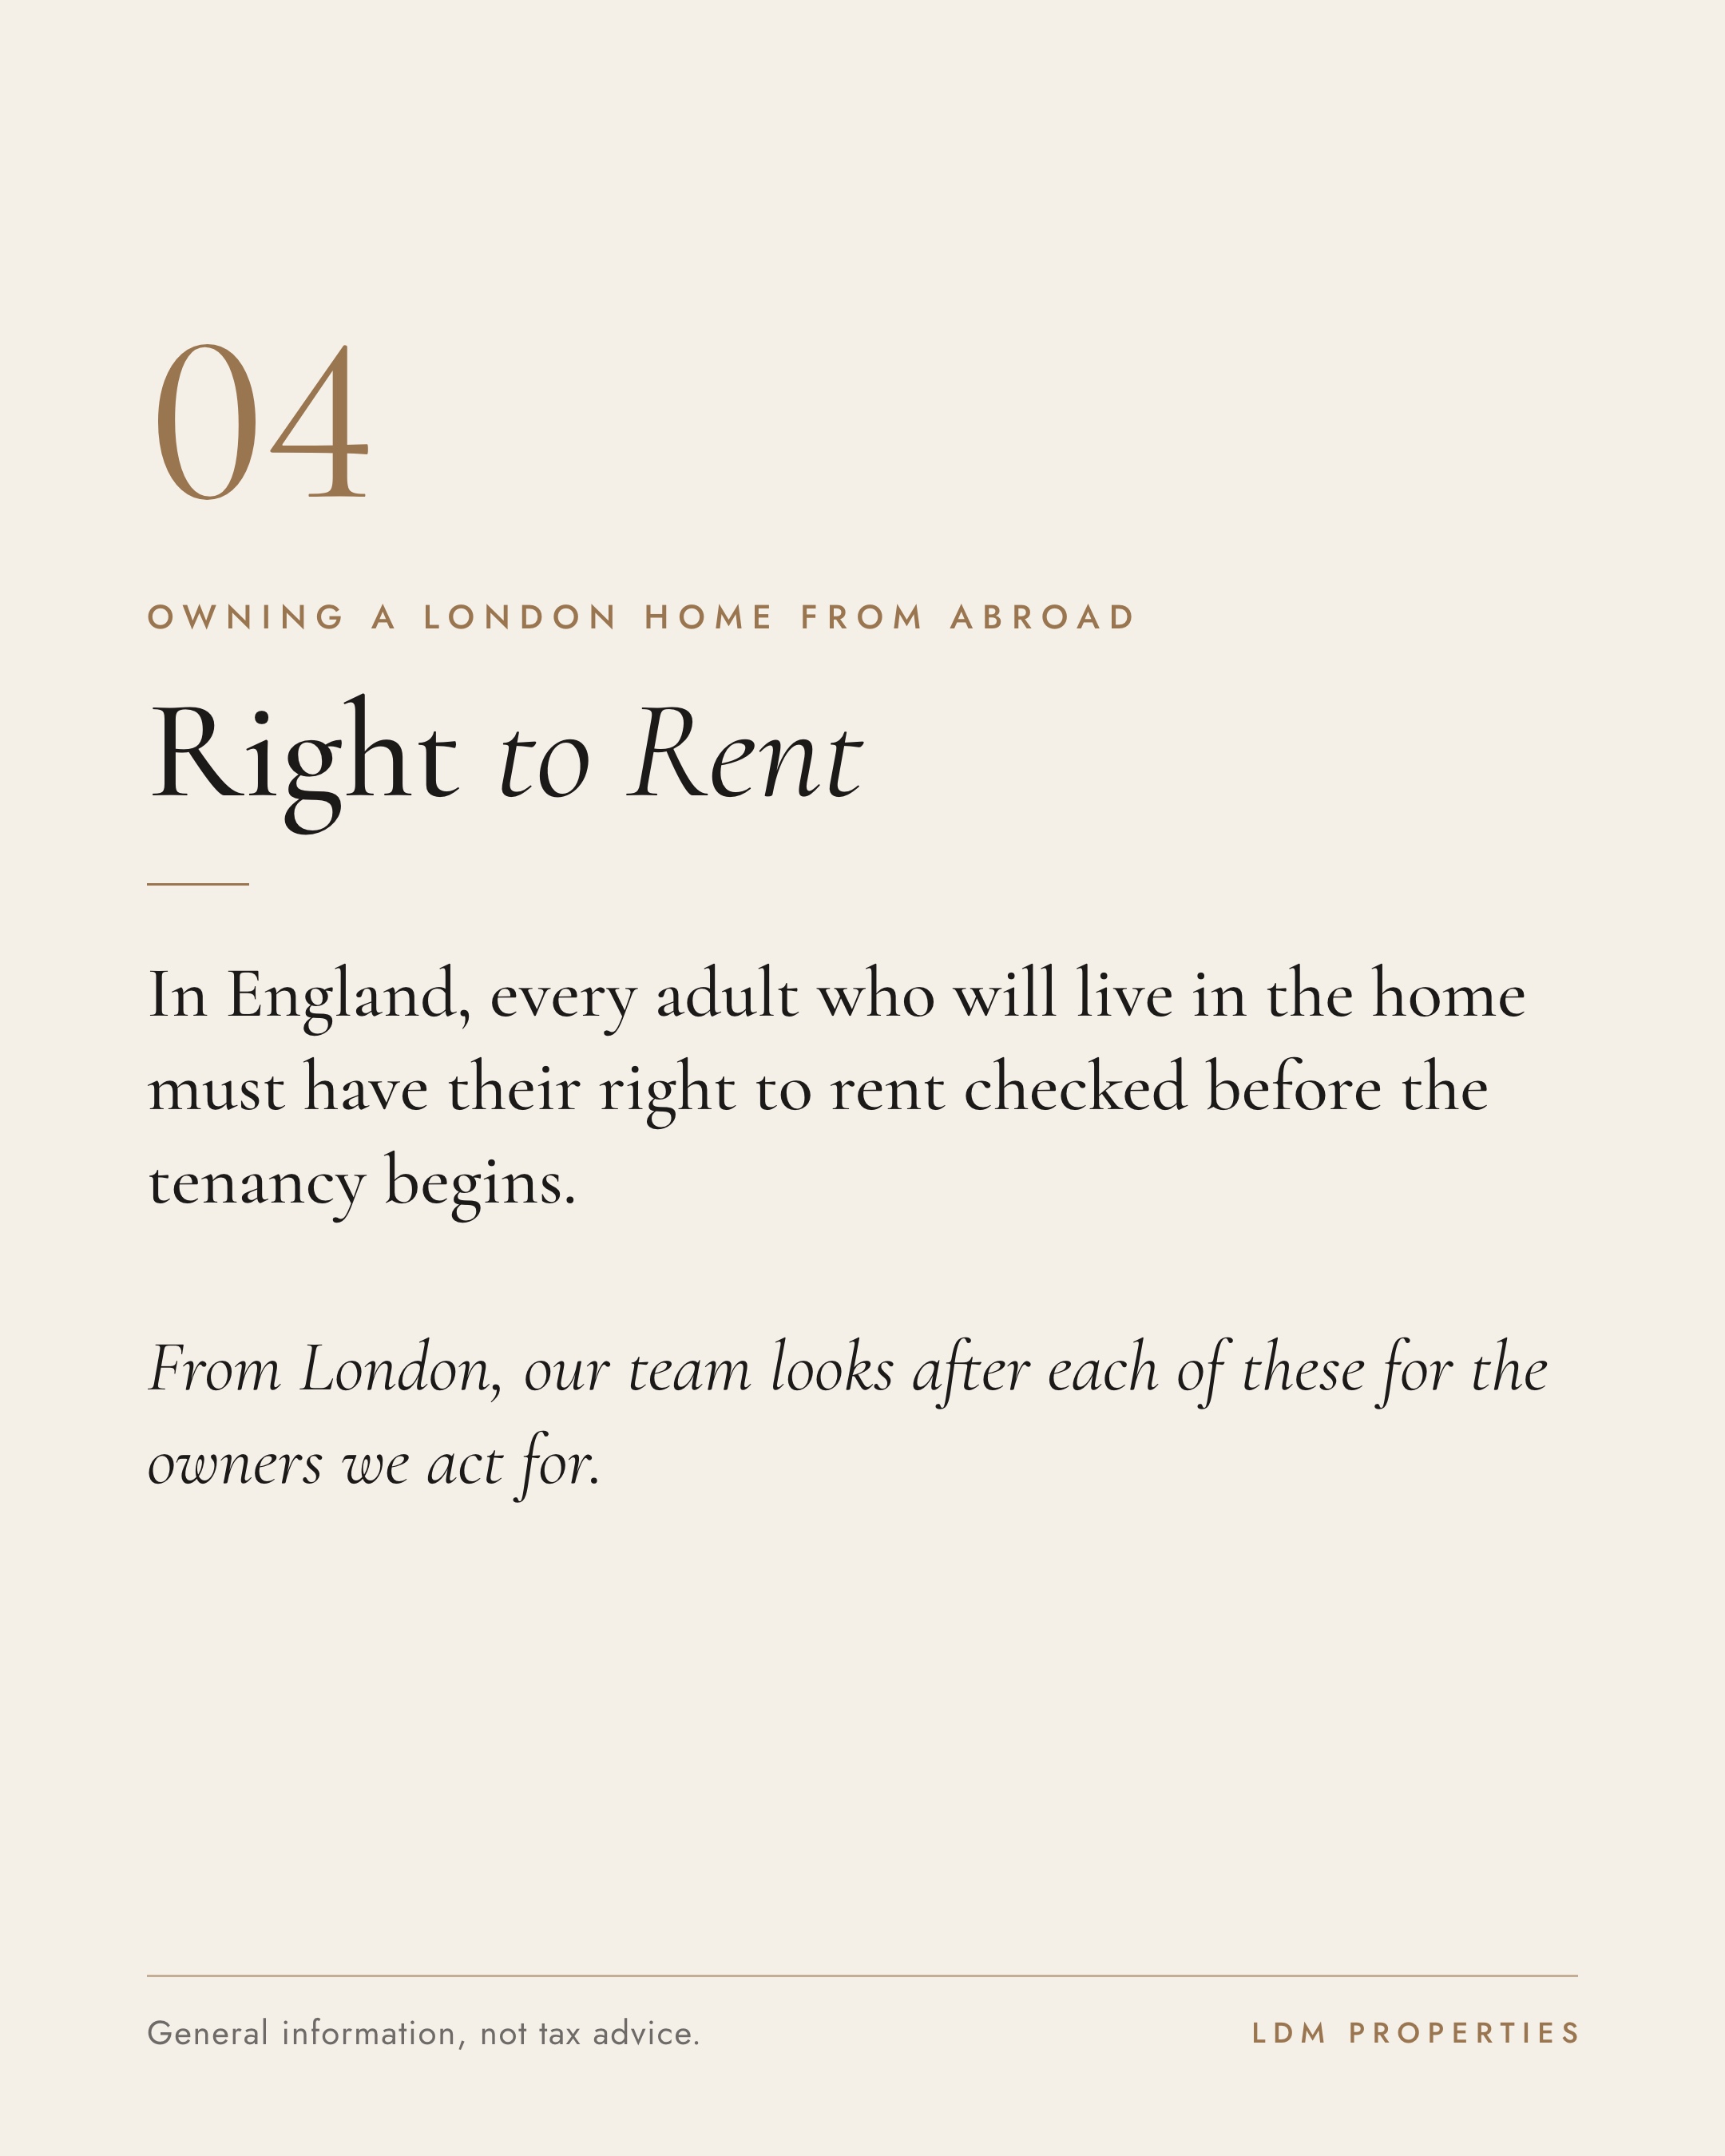 04
OWNING A LONDON HOME FROM ABROAD
Right to Rent
In England, every adult who will live in the home
must have their right to rent checked before the
tenancy begins.
From London, our team looks after each of these for the
owners we act for.
General information, not tax advice.
LDM PROPERTIES